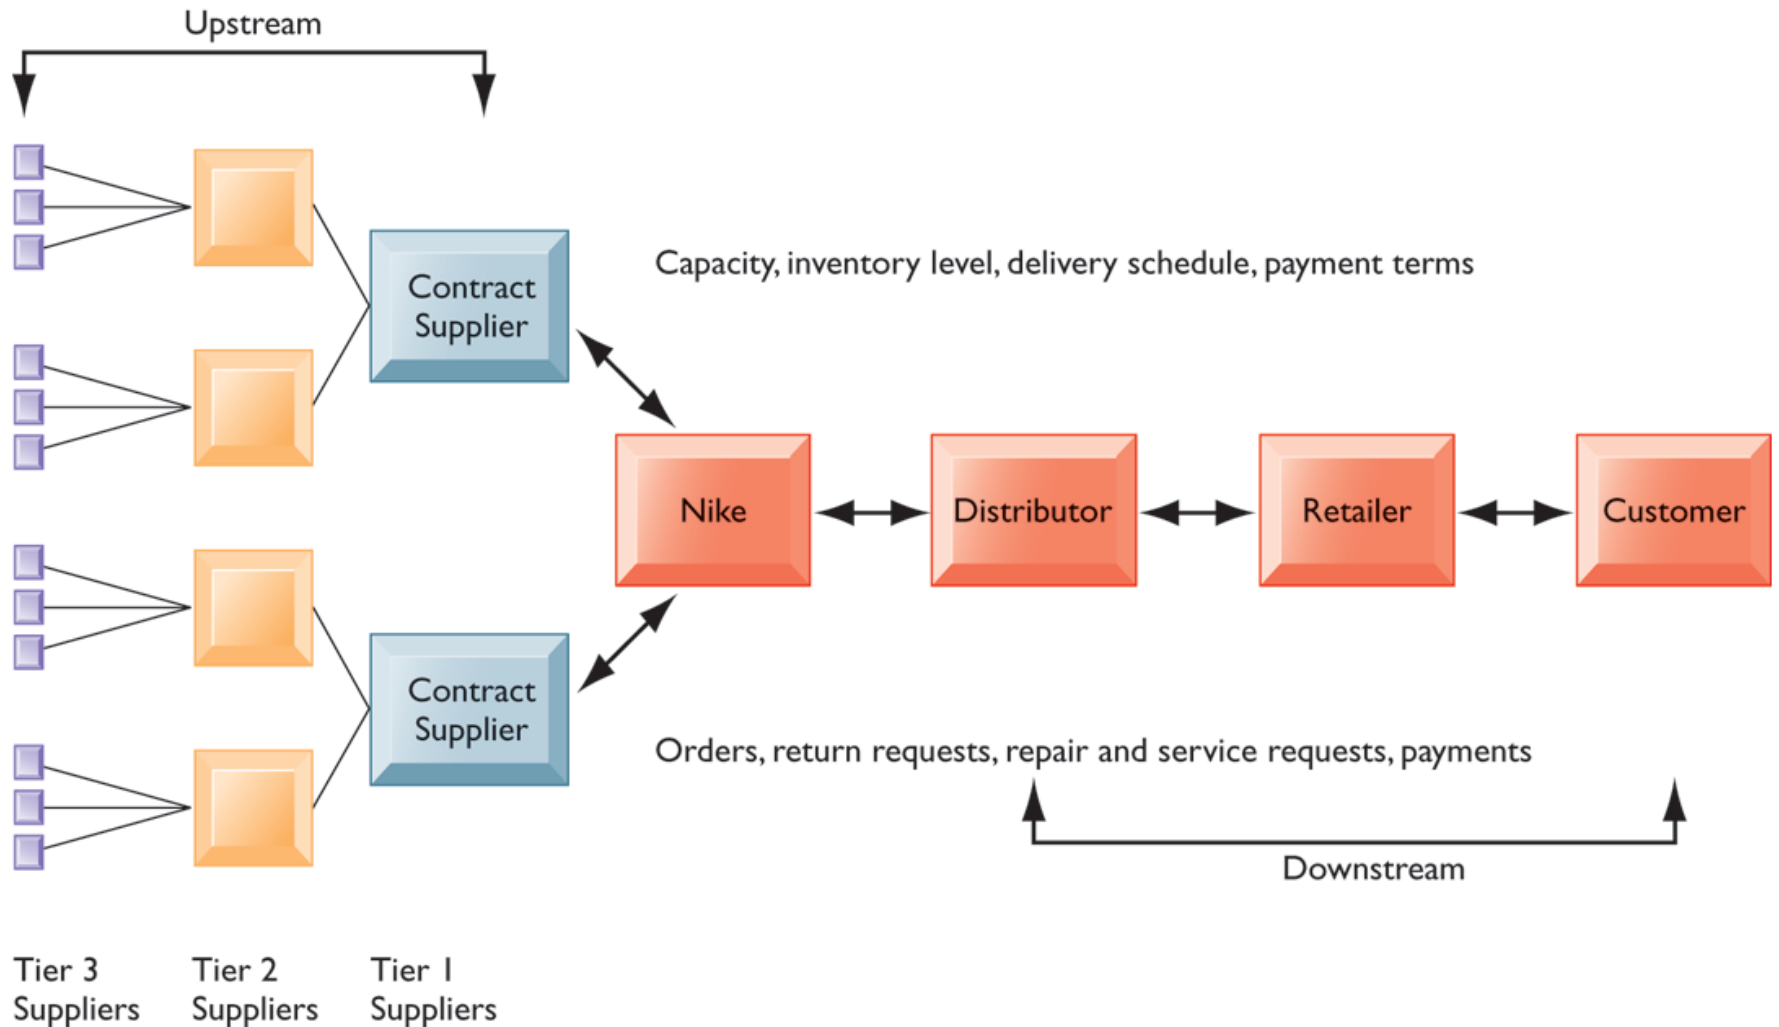 Upstream
Contract
Supplier
Capacity, inventory level, delivery schedule, payment terms
Nike
Distributor
Retailer
Customer
Contract
Supplier
Orders, return requests, repair and service requests, payments
Downstream
Tier 3
Suppliers
Tier 2
Suppliers
Tier 1
Suppliers